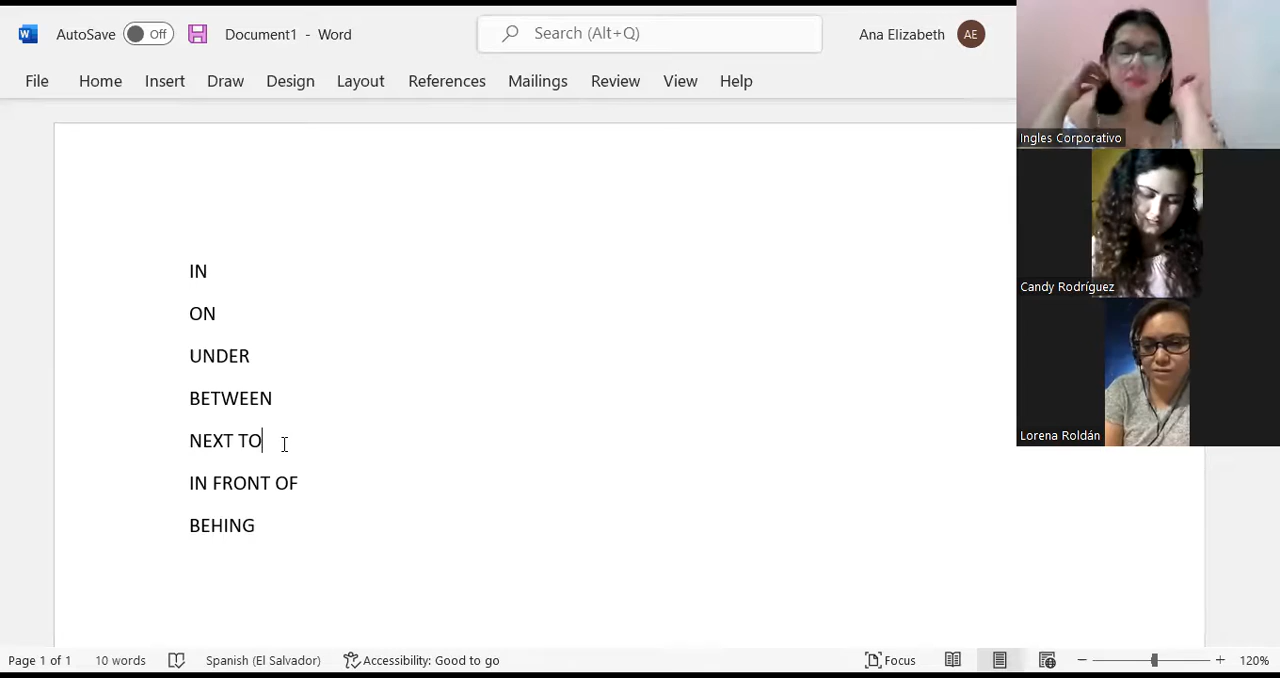 AutoSave Off Document1 - Word Search (Alt+Q) Ana Elizabeth AE
File Home Insert Draw Design Layout References Mailings Review View Help
Ingles Corporativo
Candy Rodríguez
Lorena Roldán
IN
ON
UNDER
BETWEEN
NEXT TO
IN FRONT OF
BEHING
Page 1 of 1 10 words Spanish (El Salvador) Accessibility: Good to go Focus 120%